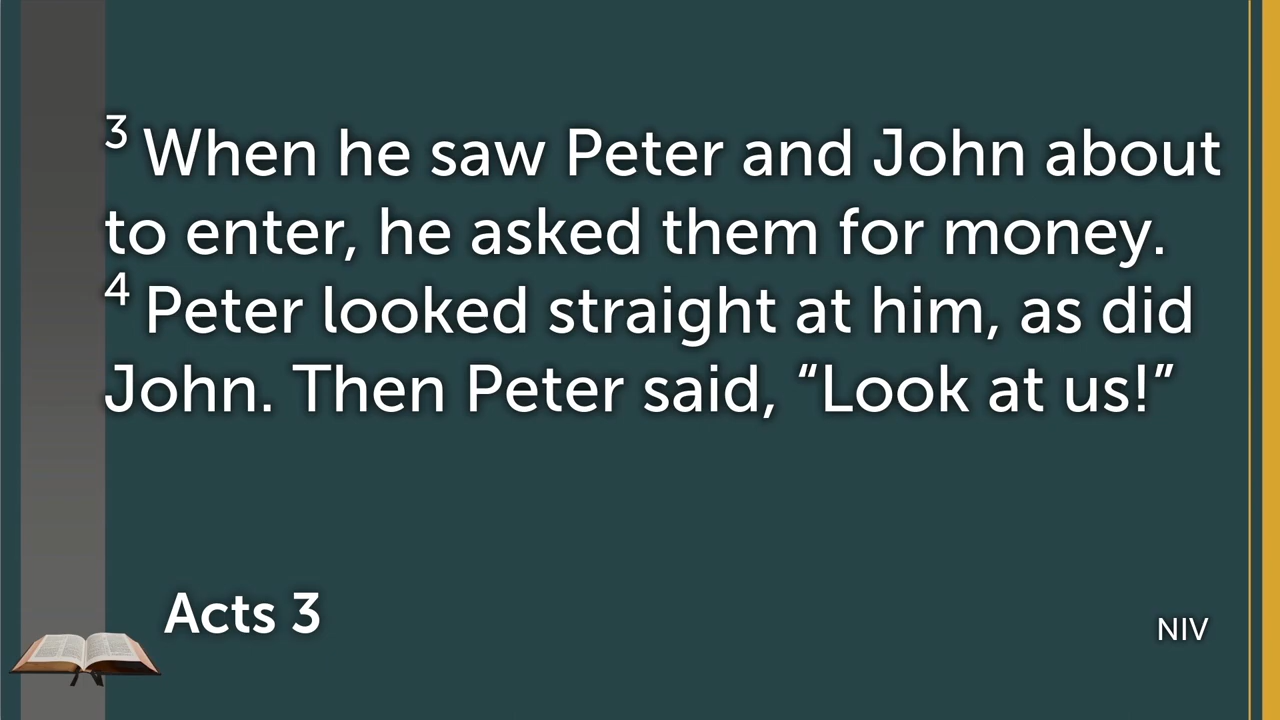 3 When he saw Peter and John about
to enter, he asked them for money.
4 Peter looked straight at him, as did
John. Then Peter said, “Look at us!”
Acts 3
NIV